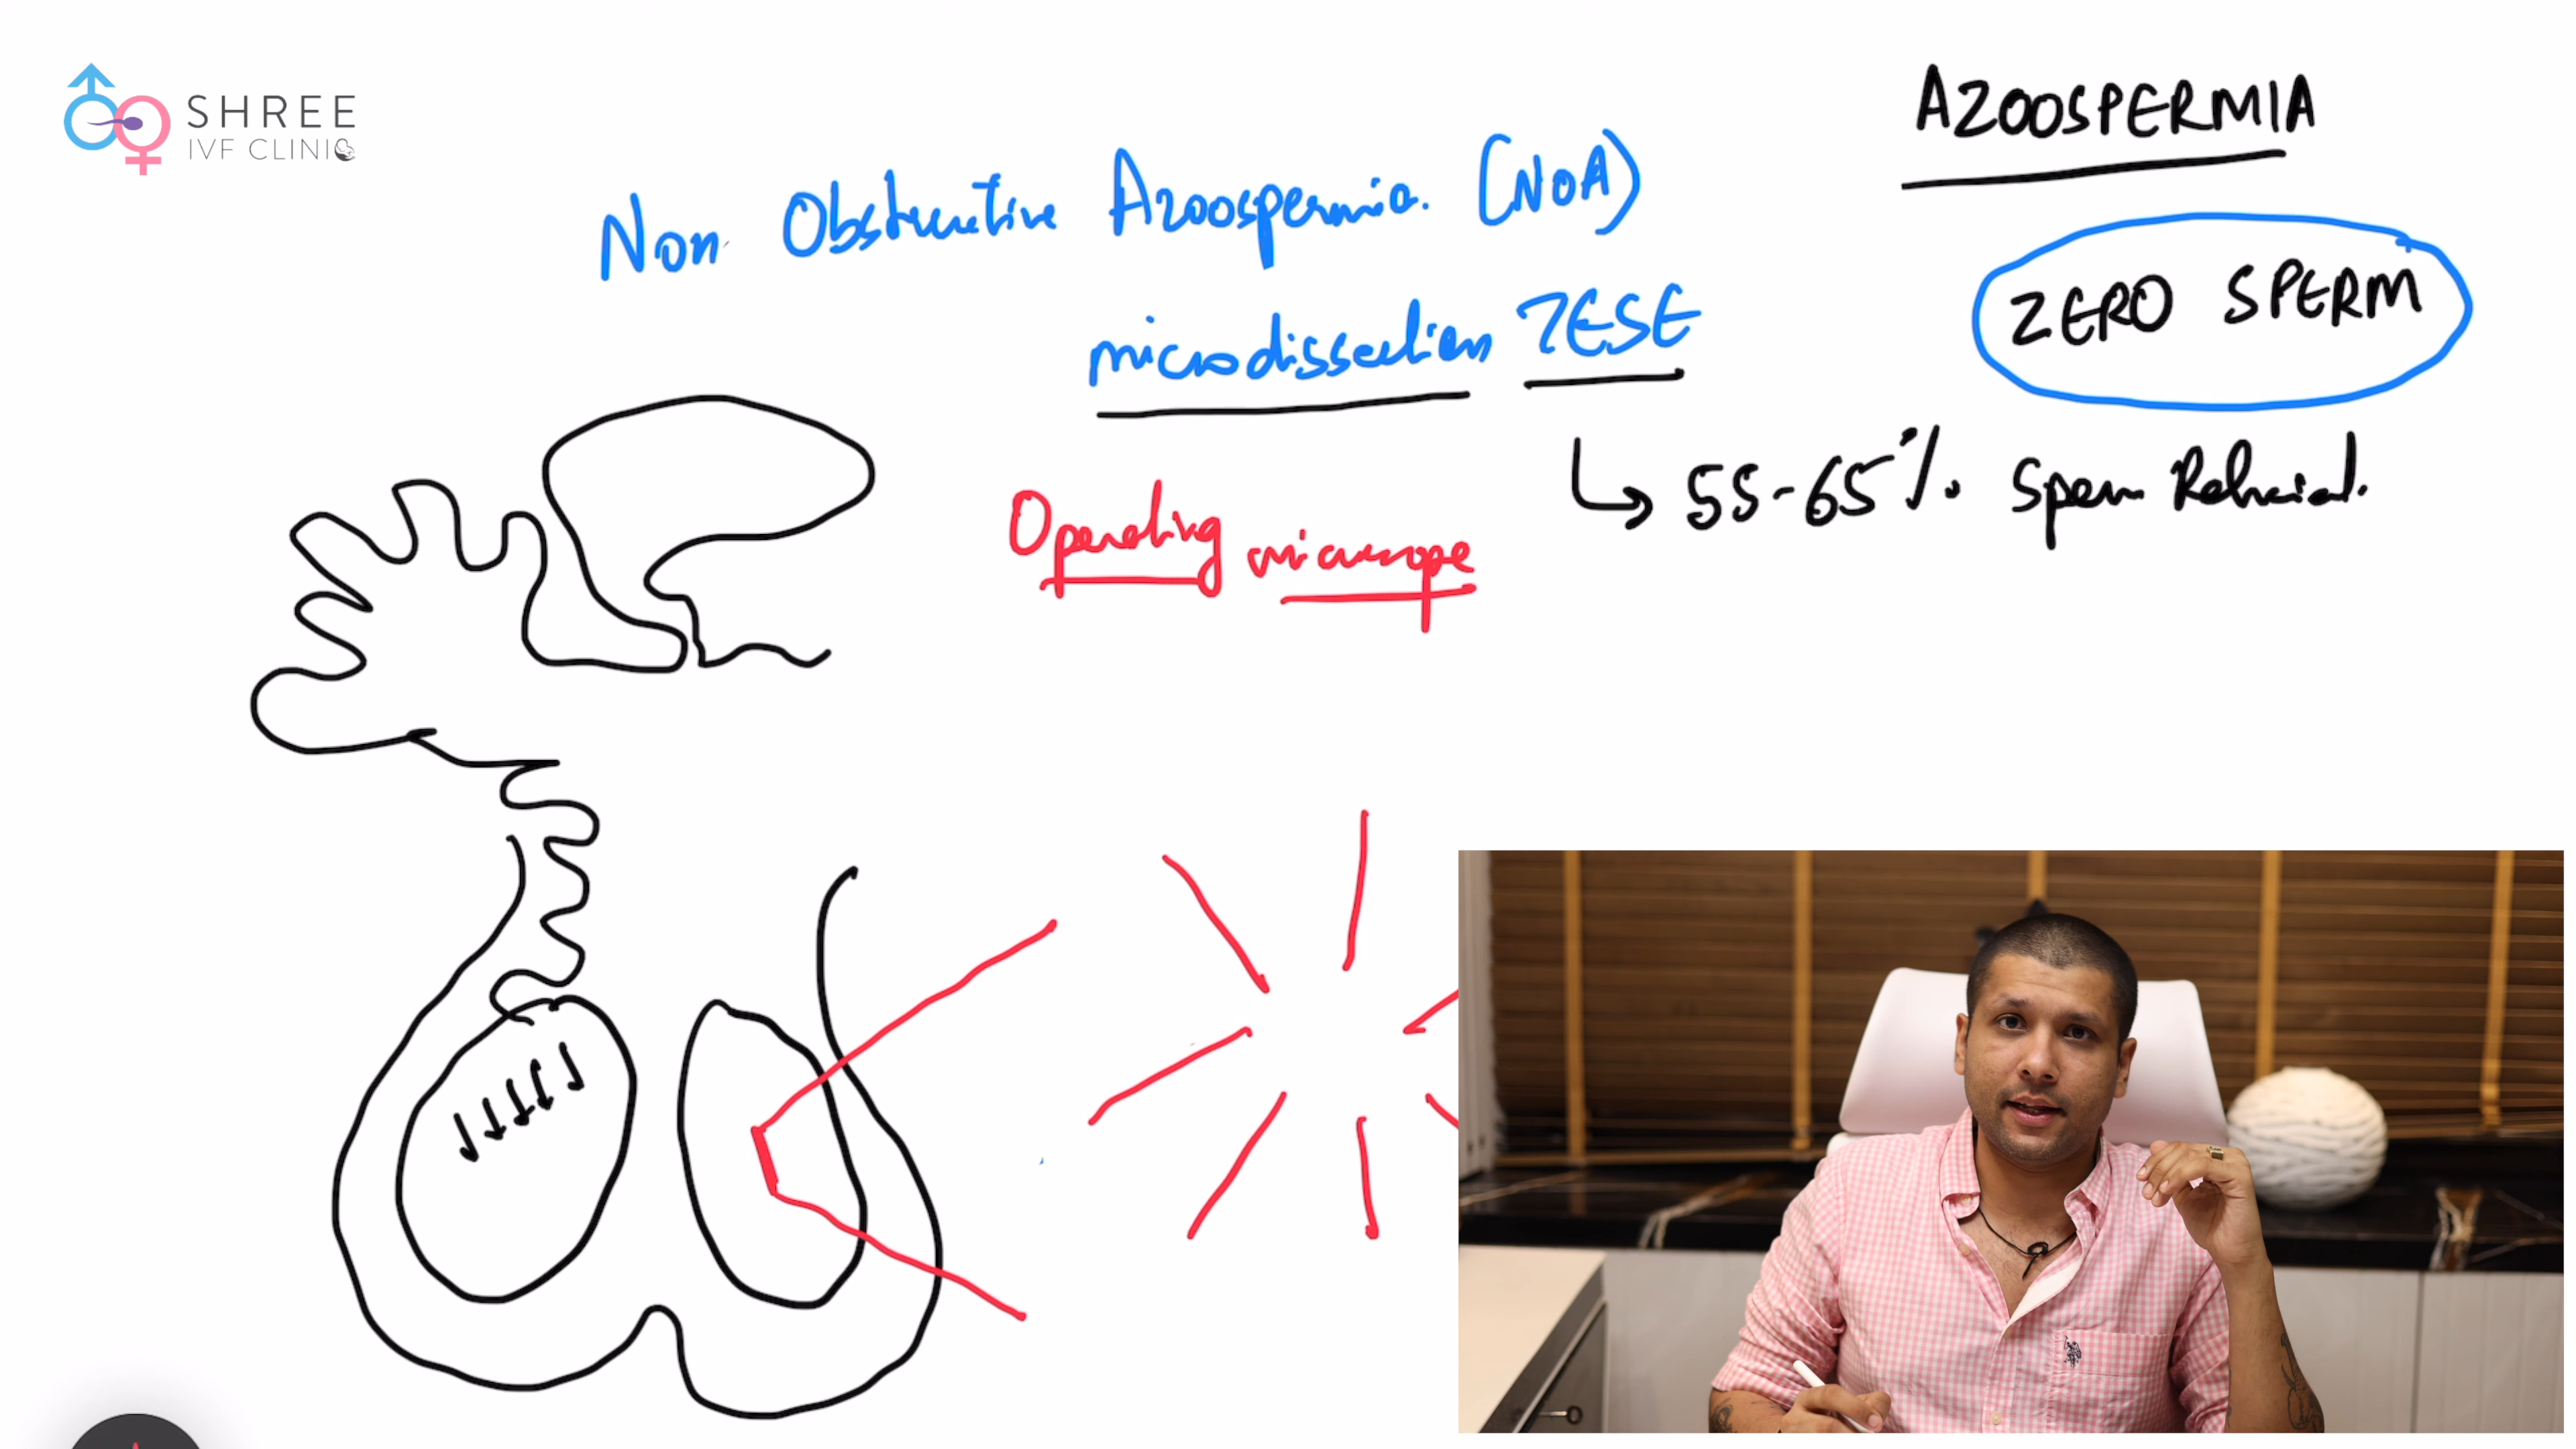 SHREE
IVF CLINIC
AZOOSPERMIA
Non Obstructive Azoospermia. (NOA)
ZERO SPERM
microdissection TESE
↳ 55-65%. Sperm Retrieval.
Operating microscope